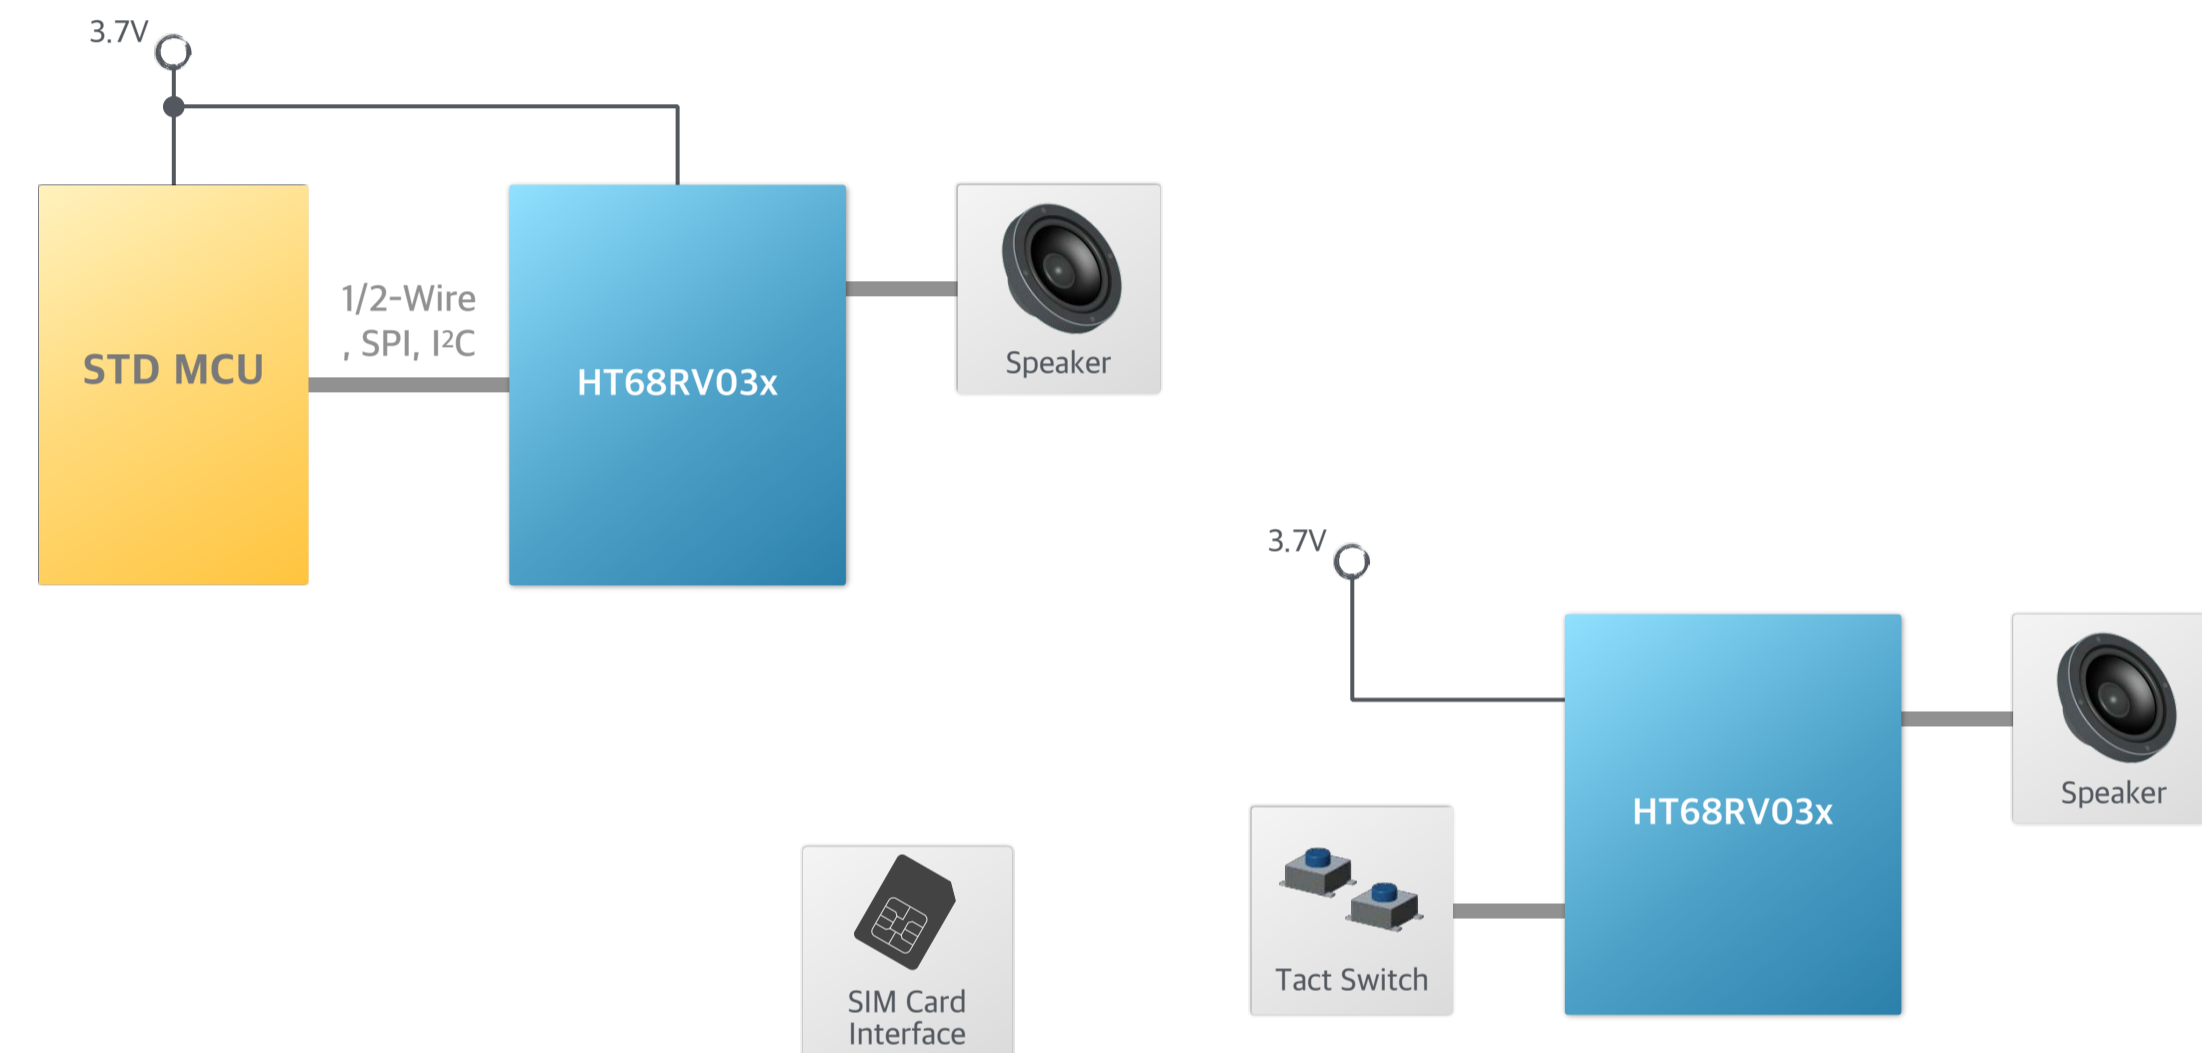 3.7V
STD MCU
1/2-Wire
, SPI, I²C
HT68RV03x
Speaker
3.7V
HT68RV03x
Speaker
Tact Switch
SIM Card
Interface